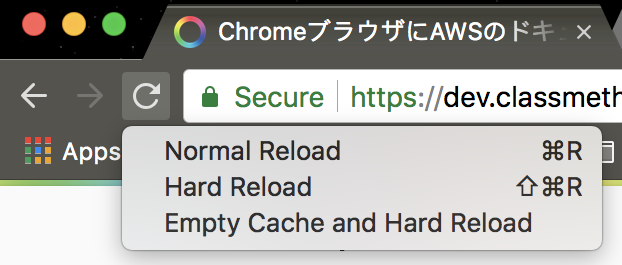 ChromeブラウザにAWSのドキュ
Secure https://dev.classmeth
Apps
Normal Reload ⌘R
Hard Reload ⇧⌘R
Empty Cache and Hard Reload